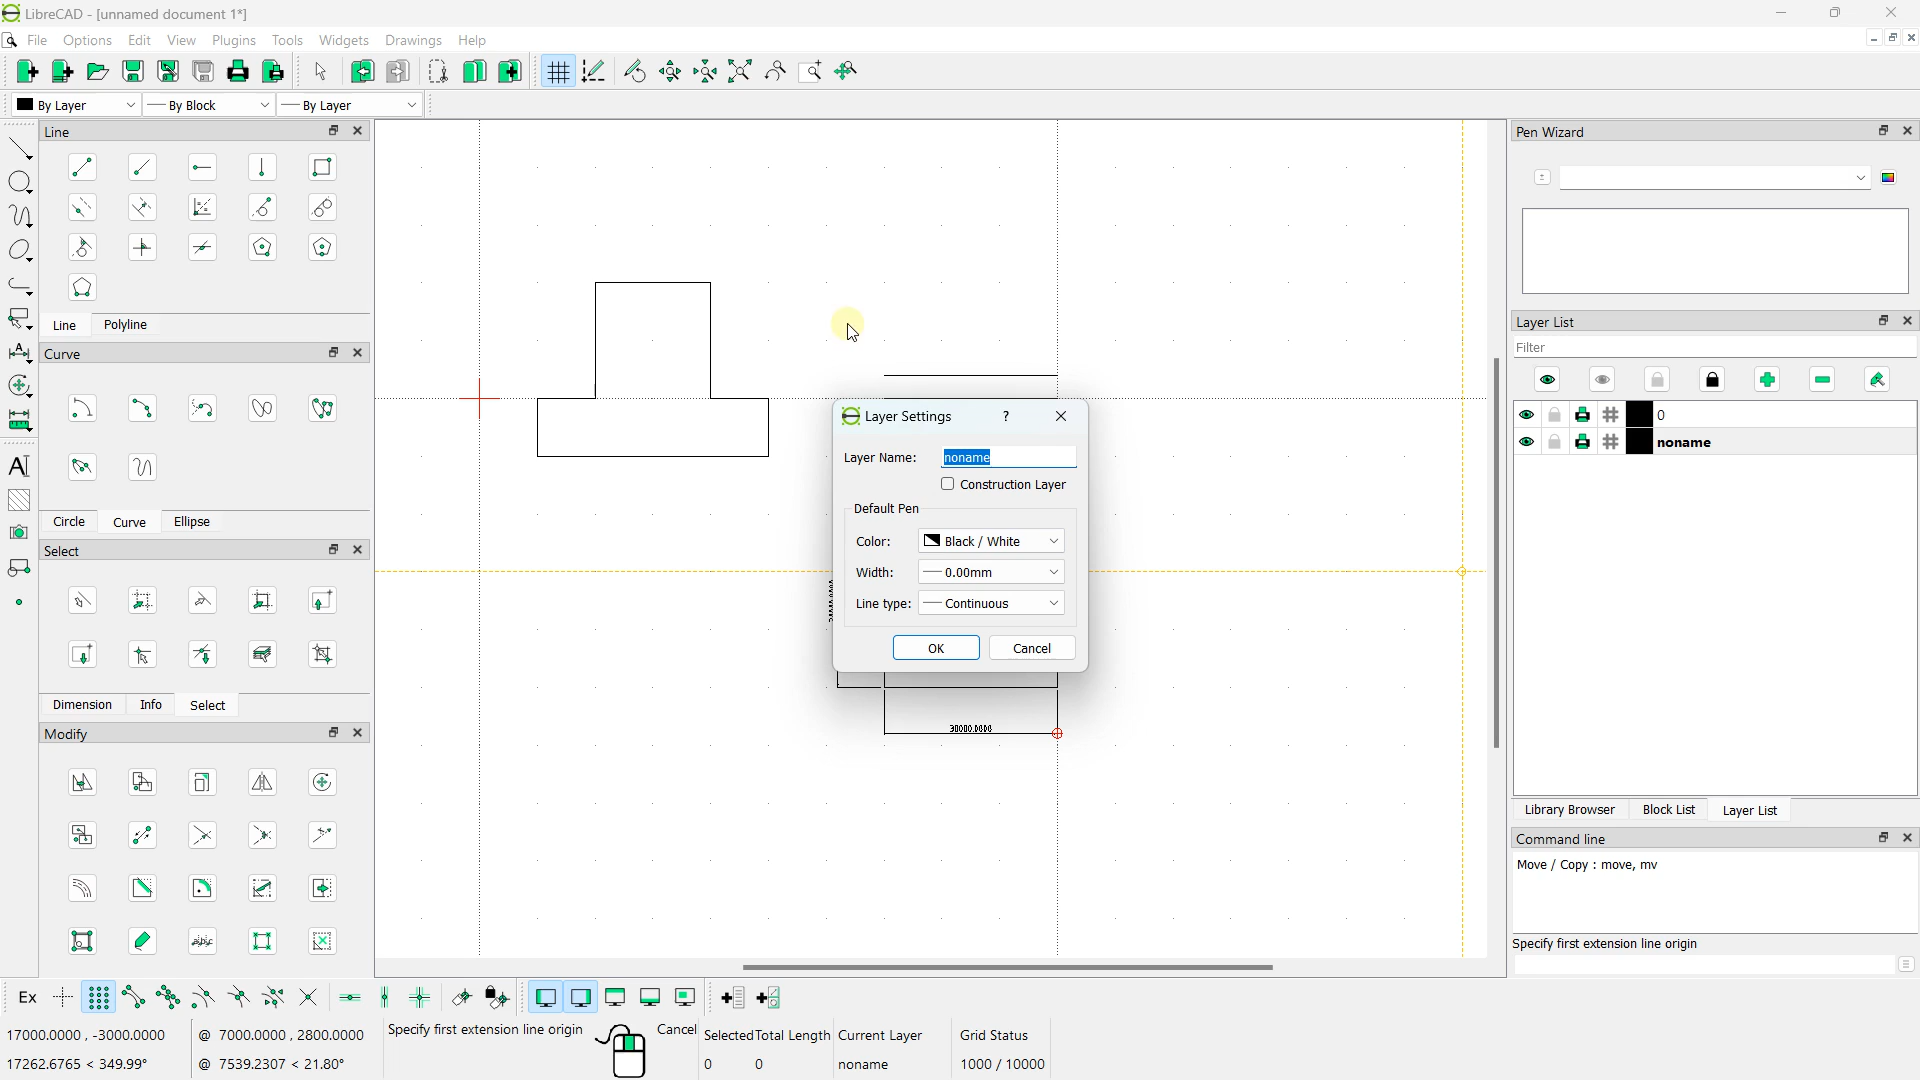 LibreCAD - [unnamed document 1*]
File Options Edit View Plugins Tools Widgets Drawings Help
By Layer By Block By Layer
Line
Line Polyline
Curve
Circle Curve Ellipse
Select
Dimension Info Select
Modify
Layer Settings ?
Layer Name: noname
Construction Layer
Default Pen
Color: Black / White
Width: 0.00mm
Line type: Continuous
OK Cancel
30000.0000
Pen Wizard
Layer List
Filter
0
noname
Library Browser Block List Layer List
Command line
Move / Copy : move, mv
Specify first extension line origin
Ex
17000.0000 , -3000.0000 @ 7000.0000 , 2800.0000 Specify first extension line origin Cancel Selected Total Length Current Layer Grid Status
17262.6765 < 349.99° @ 7539.2307 < 21.80° 0 0 noname 1000 / 10000